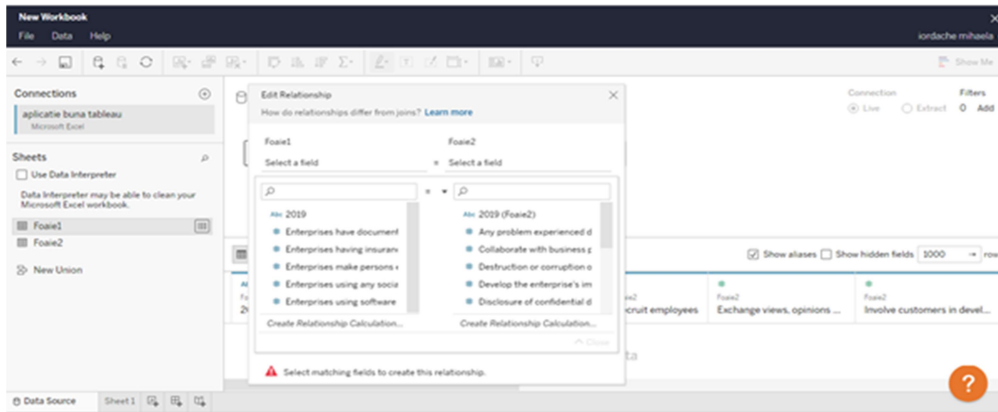 New Workbook
File Data Help
iordache mihaela
Show Me
Connections
aplicatie buna tableau
Microsoft Excel
Sheets
Use Data Interpreter
Data Interpreter may be able to clean your
Microsoft Excel workbook.
Foaie1
Foaie2
New Union
Edit Relationship
How do relationships differ from joins? Learn more
Foaie1 Foaie2
Select a field = Select a field
=
Abc 2019 Abc 2019 (Foaie2)
Enterprises have document Any problem experienced d
Enterprises having insuran Collaborate with business p
Enterprises make persons Destruction or corruption o
Enterprises using any socia Develop the enterprise's im
Enterprises using software Disclosure of confidential d
Create Relationship Calculation... Create Relationship Calculation...
Close
Select matching fields to create this relationship.
Connection Filters
Live Extract 0 Add
Show aliases Show hidden fields 1000 row
Foaie2 Foaie2
cruit employees Exchange views, opinions ... Involve customers in devel...
ta
?
Data Source Sheet 1